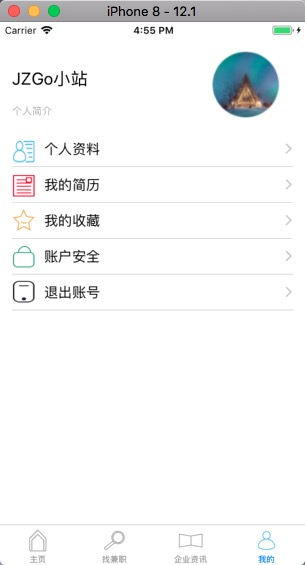 iPhone 8 - 12.1
Carrier 4:55 PM
JZGo小站
个人简介
个人资料
我的简历
我的收藏
账户安全
退出账号
主页 找兼职 企业资讯 我的